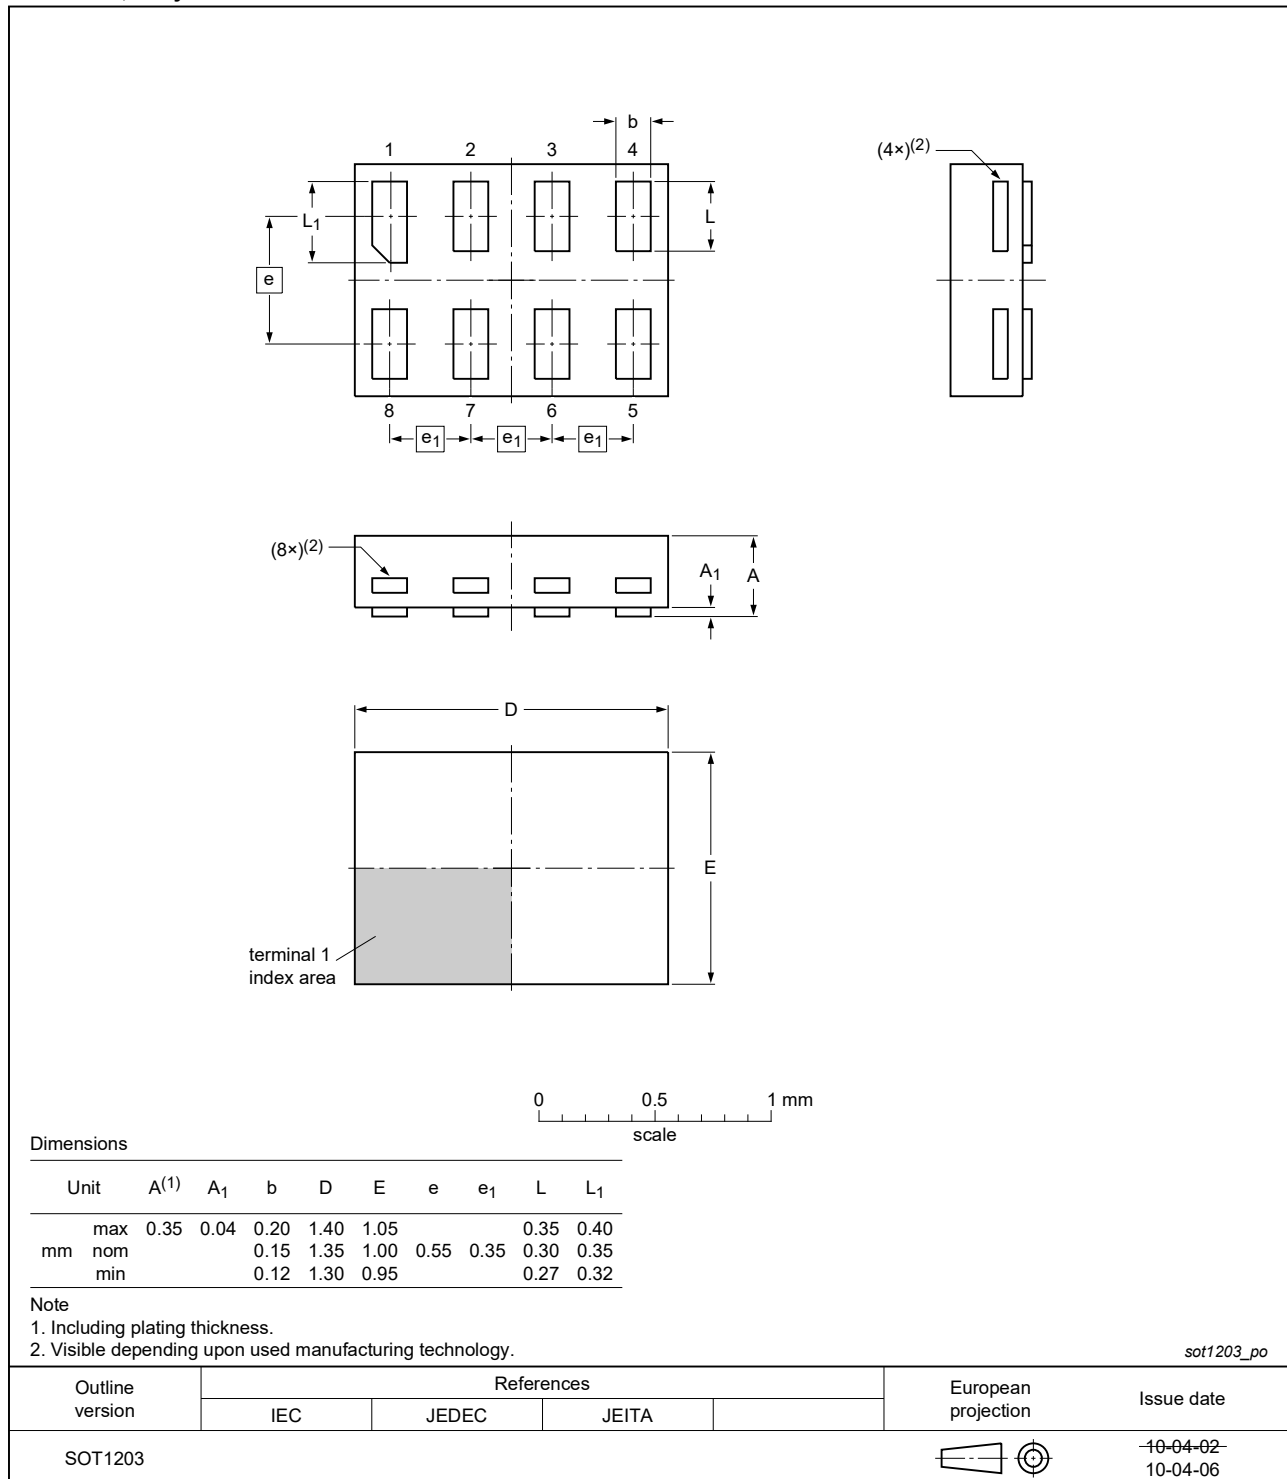 1 2 3 4
b
L1
L
e
8 7 6 5
e1 e1 e1
(4×)(2)
(8×)(2)
A1 A
D
E
terminal 1
index area
0 0.5 1 mm
scale
Dimensions
Unit A(1) A1 b D E e e1 L L1
max 0.35 0.04 0.20 1.40 1.05 0.35 0.40
mm nom 0.15 1.35 1.00 0.55 0.35 0.30 0.35
min 0.12 1.30 0.95 0.27 0.32
Note
1. Including plating thickness.
2. Visible depending upon used manufacturing technology.
sot1203_po
Outline version References European projection Issue date
IEC JEDEC JEITA
SOT1203 10-04-02
10-04-06